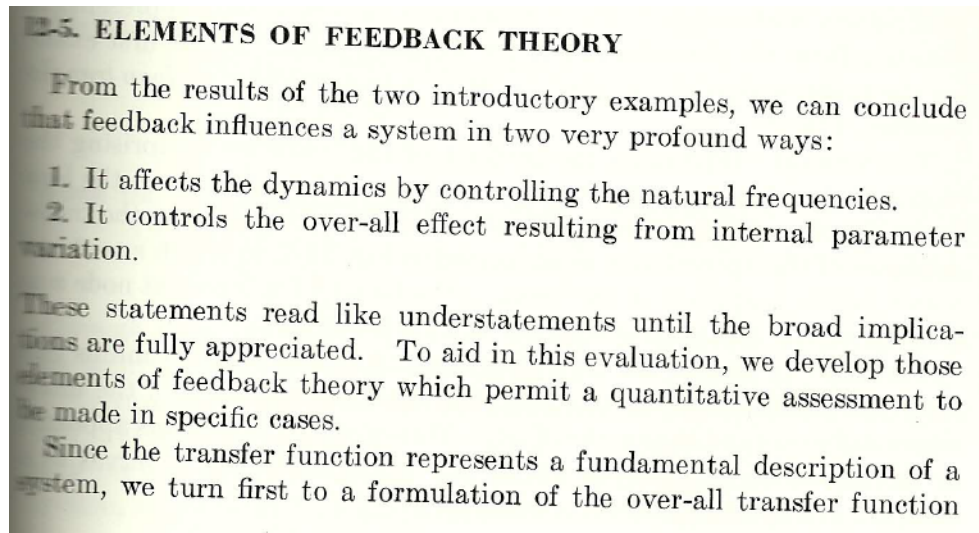 12-5. ELEMENTS OF FEEDBACK THEORY
From the results of the two introductory examples, we can conclude
that feedback influences a system in two very profound ways:
1. It affects the dynamics by controlling the natural frequencies.
2. It controls the over-all effect resulting from internal parameter
variation.
These statements read like understatements until the broad implica-
tions are fully appreciated. To aid in this evaluation, we develop those
elements of feedback theory which permit a quantitative assessment to
be made in specific cases.
Since the transfer function represents a fundamental description of a
system, we turn first to a formulation of the over-all transfer function